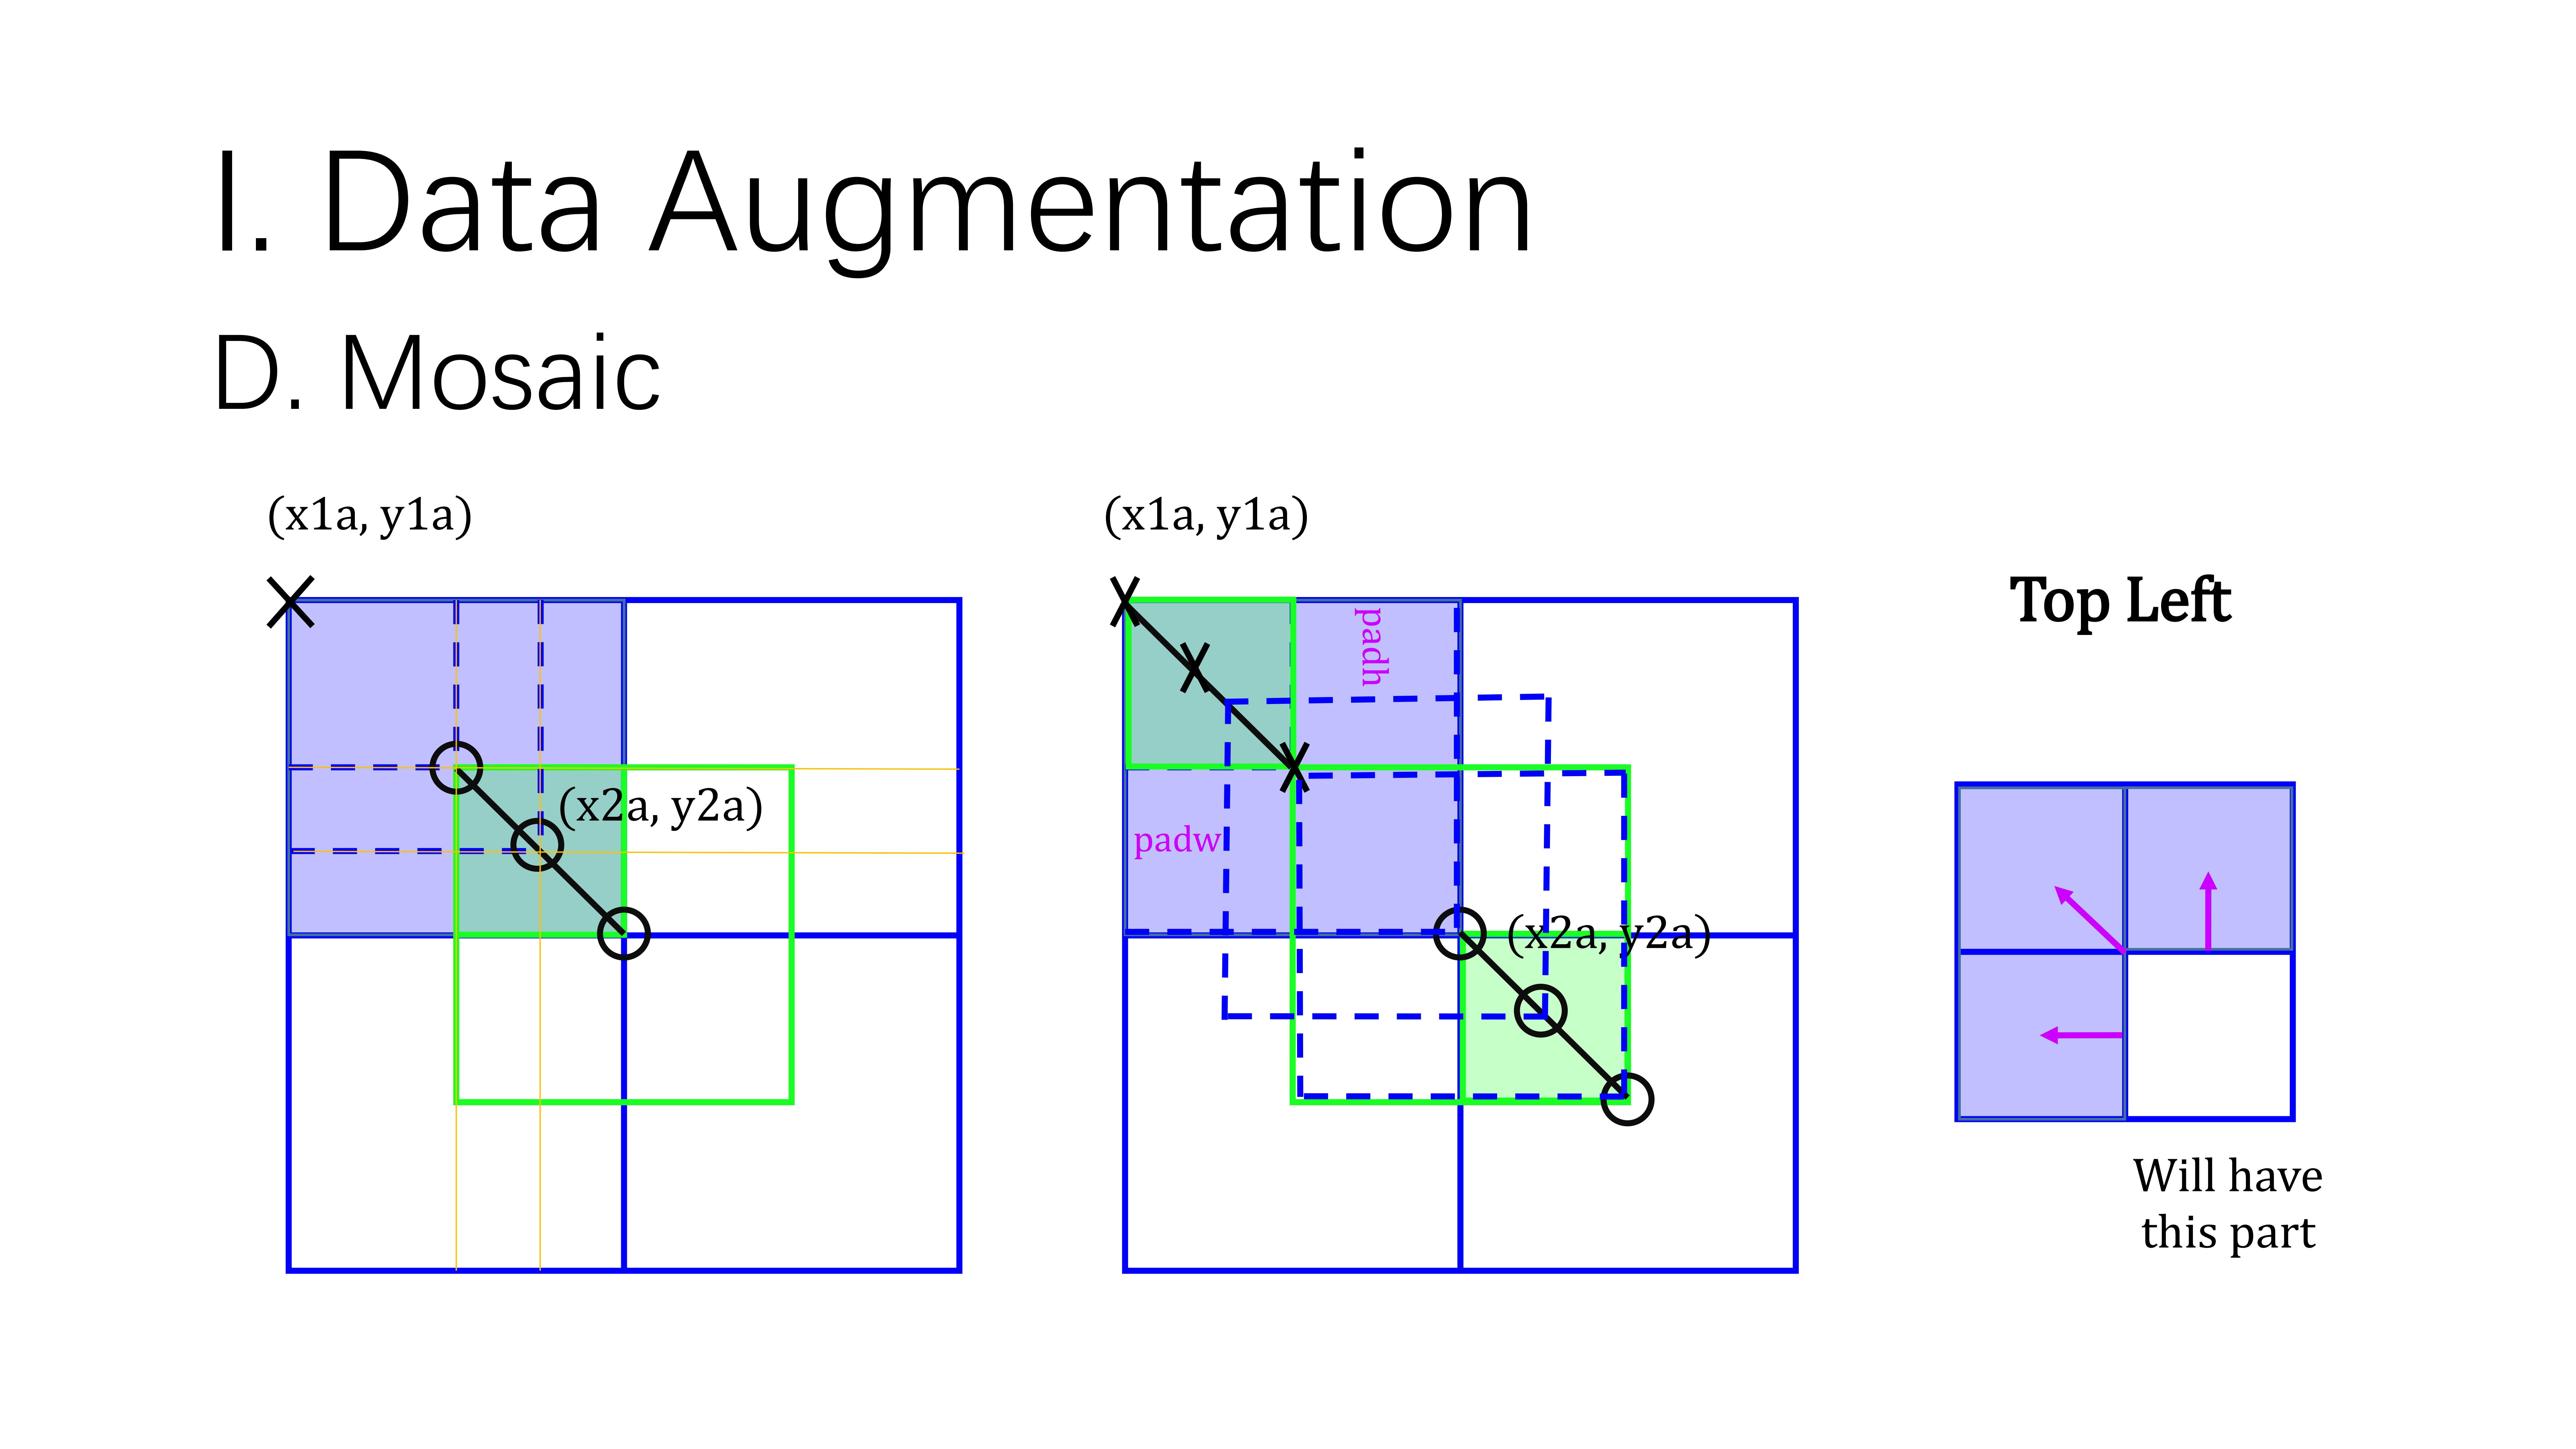 I. Data Augmentation
D. Mosaic
(x1a, y1a)
(x2a, y2a)
(x1a, y1a)
padh
padw
(x2a, y2a)
Top Left
Will have
this part